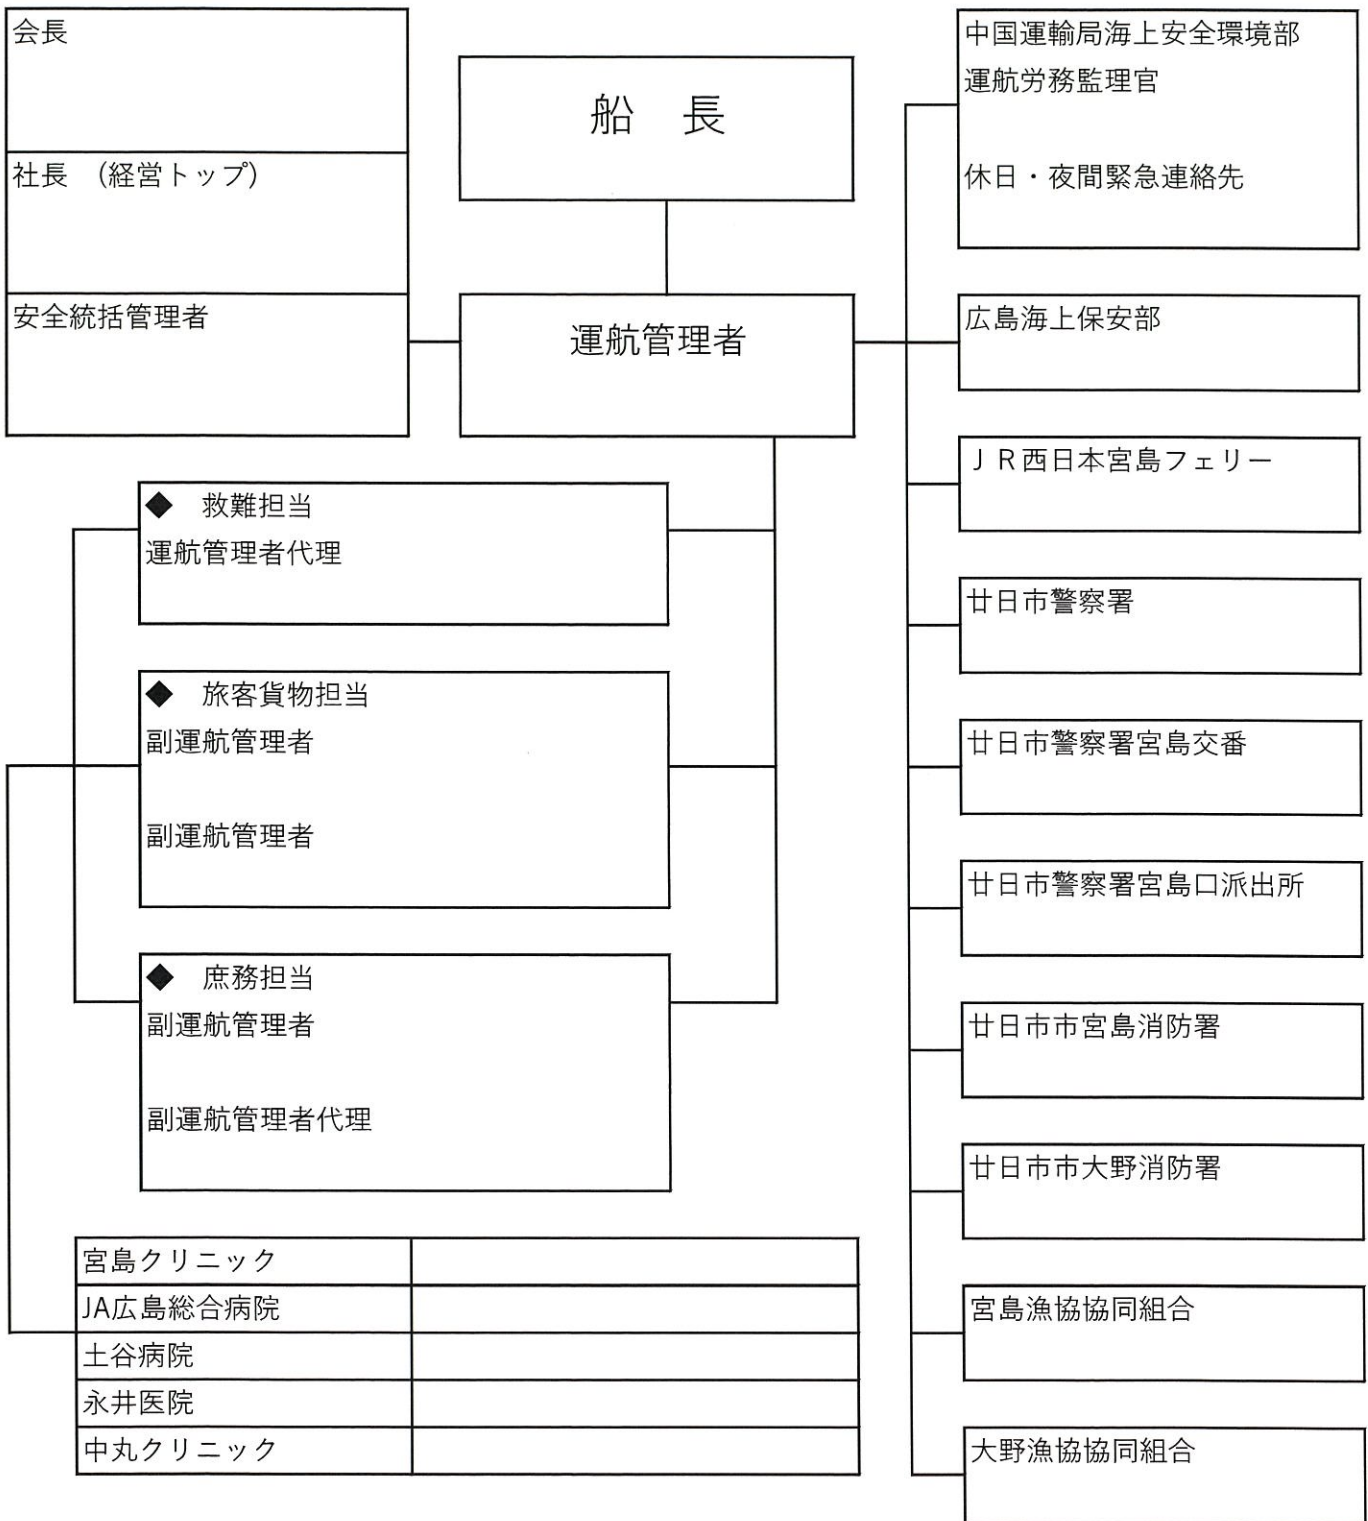 会長
社長　（経営トップ）
安全統括管理者
船　長
運航管理者
◆　救難担当
運航管理者代理
◆　旅客貨物担当
副運航管理者
副運航管理者
◆　庶務担当
副運航管理者
副運航管理者代理
宮島クリニック
JA広島総合病院
土谷病院
永井医院
中丸クリニック
中国運輸局海上安全環境部
運航労務監理官
休日・夜間緊急連絡先
広島海上保安部
ＪＲ西日本宮島フェリー
廿日市警察署
廿日市警察署宮島交番
廿日市警察署宮島口派出所
廿日市市宮島消防署
廿日市市大野消防署
宮島漁協協同組合
大野漁協協同組合